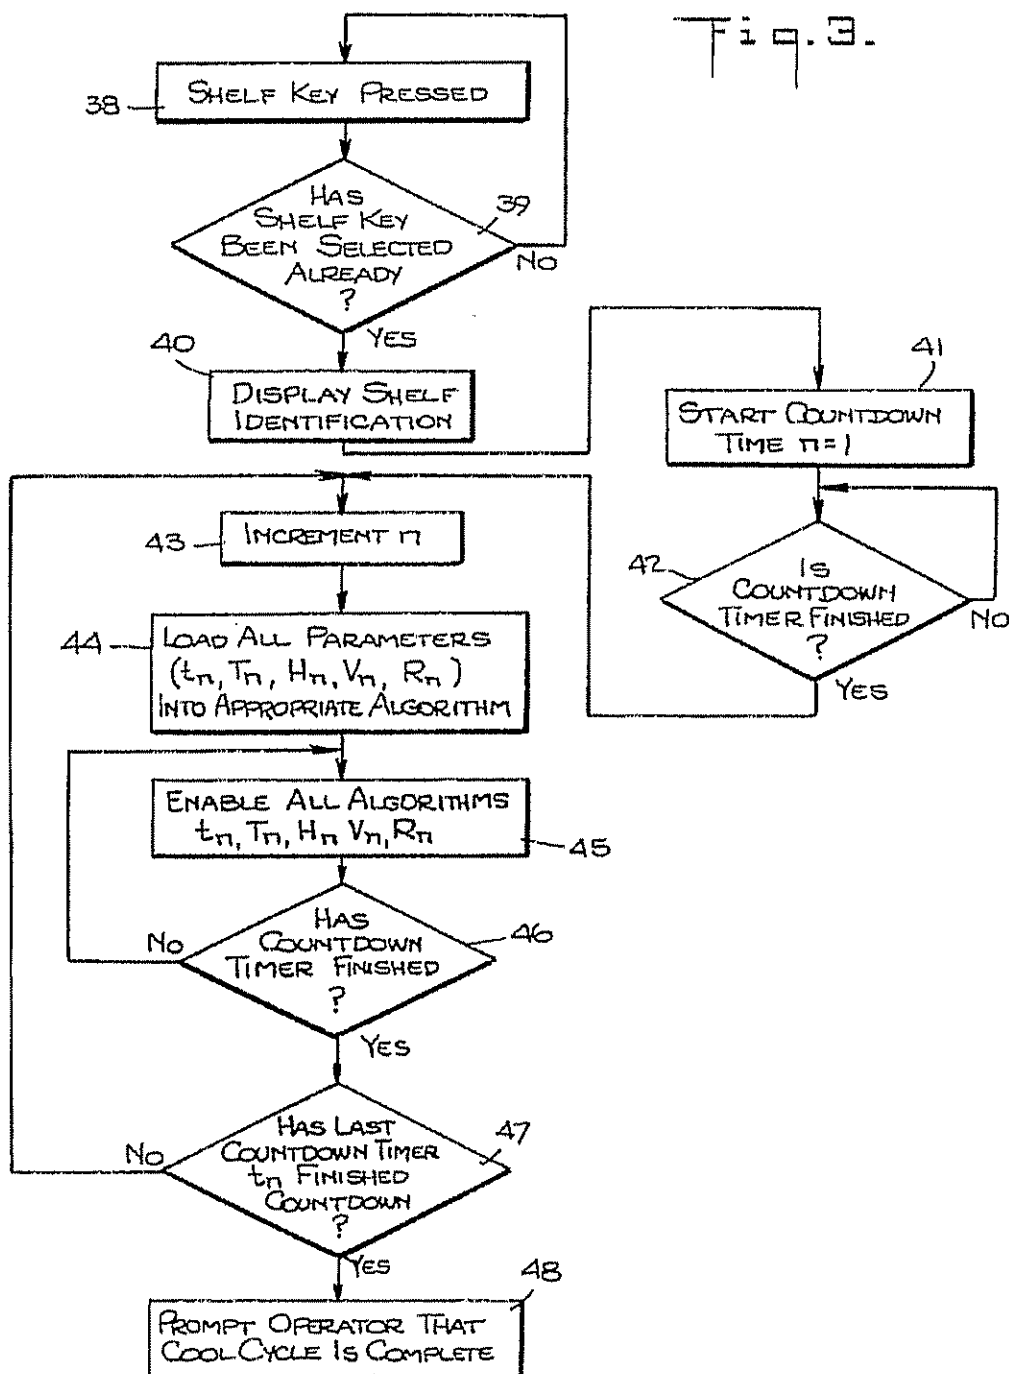 Fig. 3.
SHELF KEY PRESSED
38
HAS
SHELF KEY
BEEN SELECTED
ALREADY
?
39
NO
YES
40
DISPLAY SHELF
IDENTIFICATION
41
START COUNTDOWN
TIME n=1
42
IS
COUNTDOWN
TIMER FINISHED
?
NO
YES
43
INCREMENT n
44
LOAD ALL PARAMETERS
(tn, Tn, Hn, Vn, Rn)
INTO APPROPRIATE ALGORITHM
ENABLE ALL ALGORITHMS
tn, Tn, Hn Vn, Rn
45
HAS
COUNTDOWN
TIMER FINISHED
?
46
NO
YES
HAS LAST
COUNTDOWN TIMER
tn FINISHED
COUNTDOWN
?
47
NO
YES
48
PROMPT OPERATOR THAT
COOL CYCLE IS COMPLETE